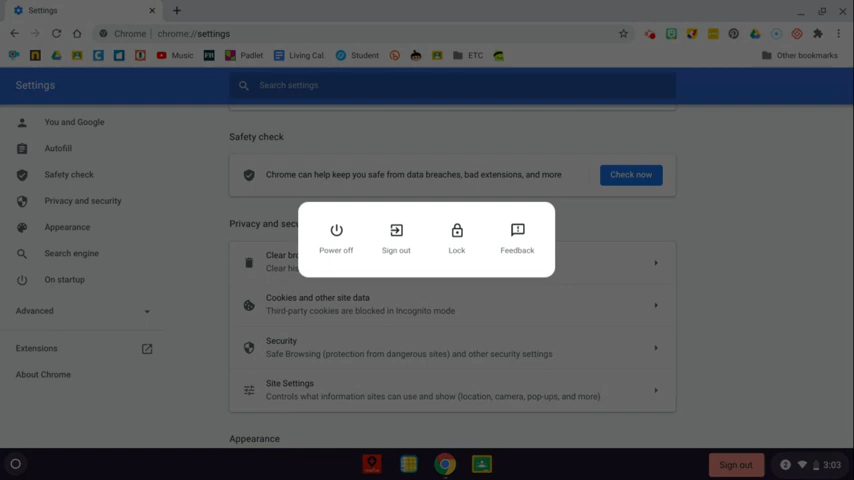 Settings
Chrome | chrome://settings
Music
Padlet
Living Cal.
Student
ETC
Other bookmarks
Settings
Search settings
You and Google
Autofill
Safety check
Privacy and security
Appearance
Search engine
On startup
Advanced
Extensions
About Chrome
Safety check
Chrome can help keep you safe from data breaches, bad extensions, and more
Check now
Privacy and secu
Clear br
Clear hi
Power off
Sign out
Lock
Feedback
Cookies and other site data
Third-party cookies are blocked in Incognito mode
Security
Safe Browsing (protection from dangerous sites) and other security settings
Site Settings
Controls what information sites can use and show (location, camera, pop-ups, and more)
Appearance
Sign out
2
3:03